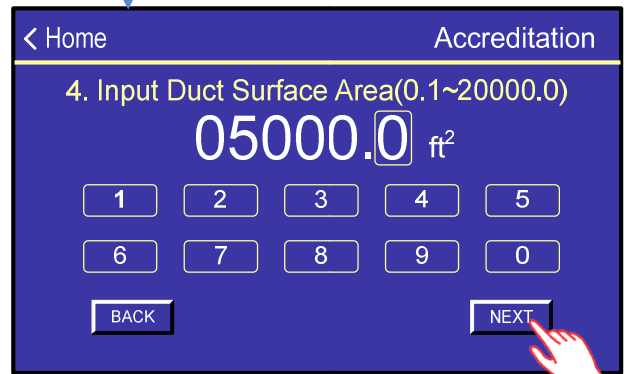 < Home Accreditation
4. Input Duct Surface Area(0.1~20000.0)
05000.0 ft²
1 2 3 4 5
6 7 8 9 0
BACK NEXT